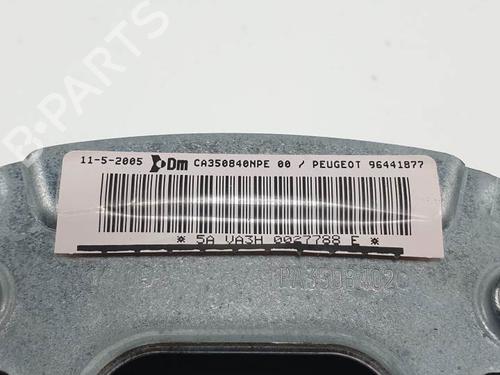 B-PARTS
11-5-2005 Dm CA350840NPE 00 / PEUGEOT 96441877
* 5A VA3H 0027788 E *